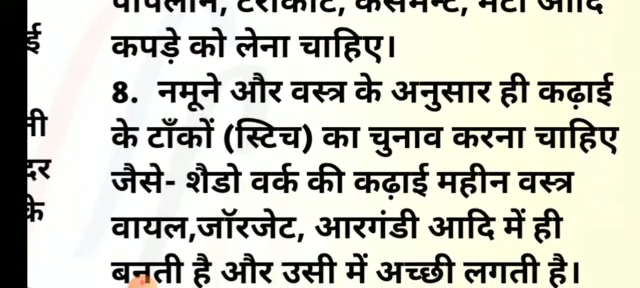 कपड़े को लेना चाहिए।
8. नमूने और वस्त्र के अनुसार ही कढ़ाई
के टाँकों (स्टिच) का चुनाव करना चाहिए
जैसे- शैडो वर्क की कढ़ाई महीन वस्त्र
वायल,जॉरजेट, आरगंडी आदि में ही
बनती है और उसी में अच्छी लगती है।